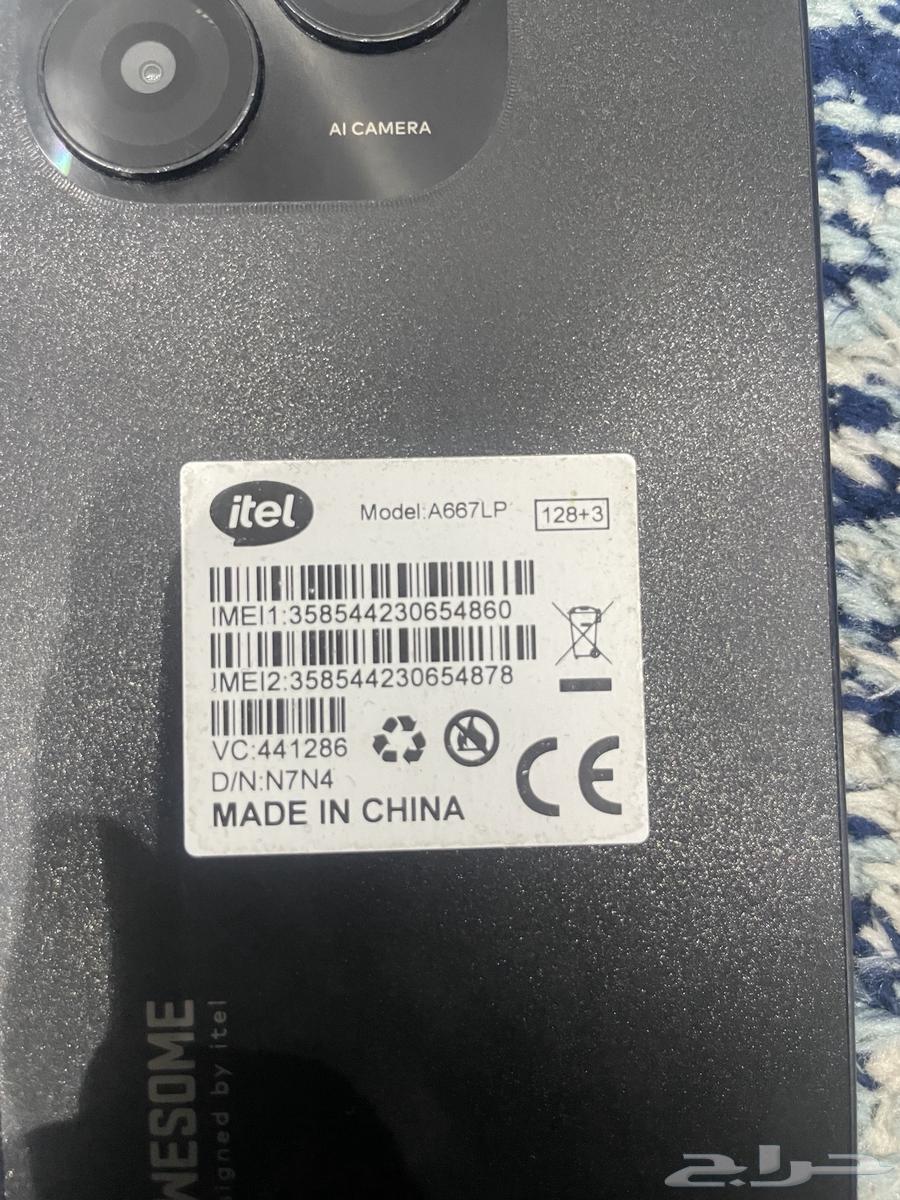 AI CAMERA
itel
Model:A667LP
128+3
IMEI1:358544230654860
IMEI2:358544230654878
VC:441286
D/N:N7N4
CE
MADE IN CHINA
WESOME
signed by itel
حراج